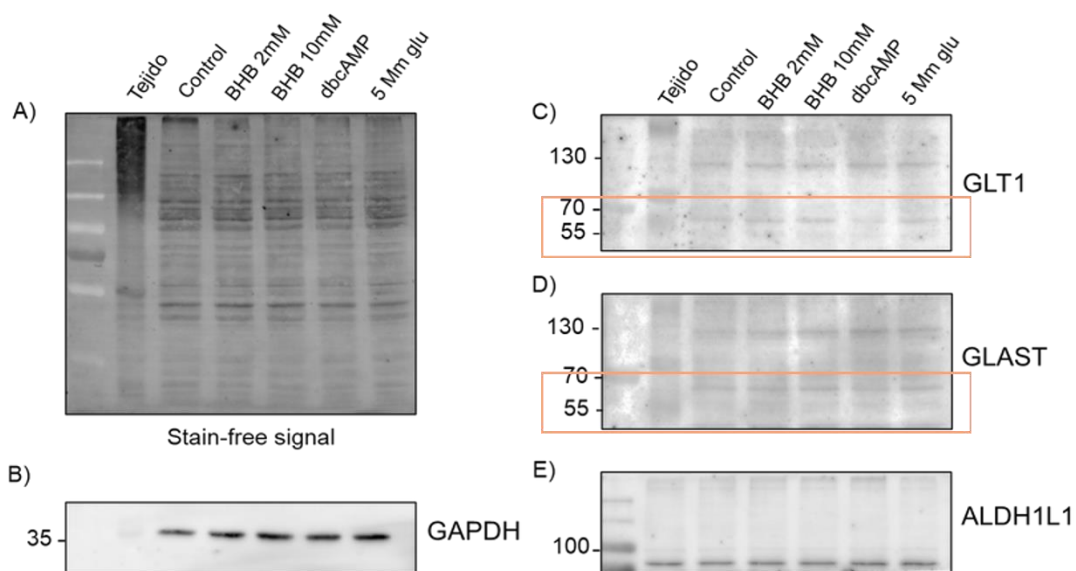 A)
Tejido
Control
BHB 2mM
BHB 10mM
dbcAMP
5 Mm glu
Stain-free signal
B)
35
GAPDH
C)
Tejido
Control
BHB 2mM
BHB 10mM
dbcAMP
5 Mm glu
130
70
55
GLT1
D)
130
70
55
GLAST
E)
100
ALDH1L1